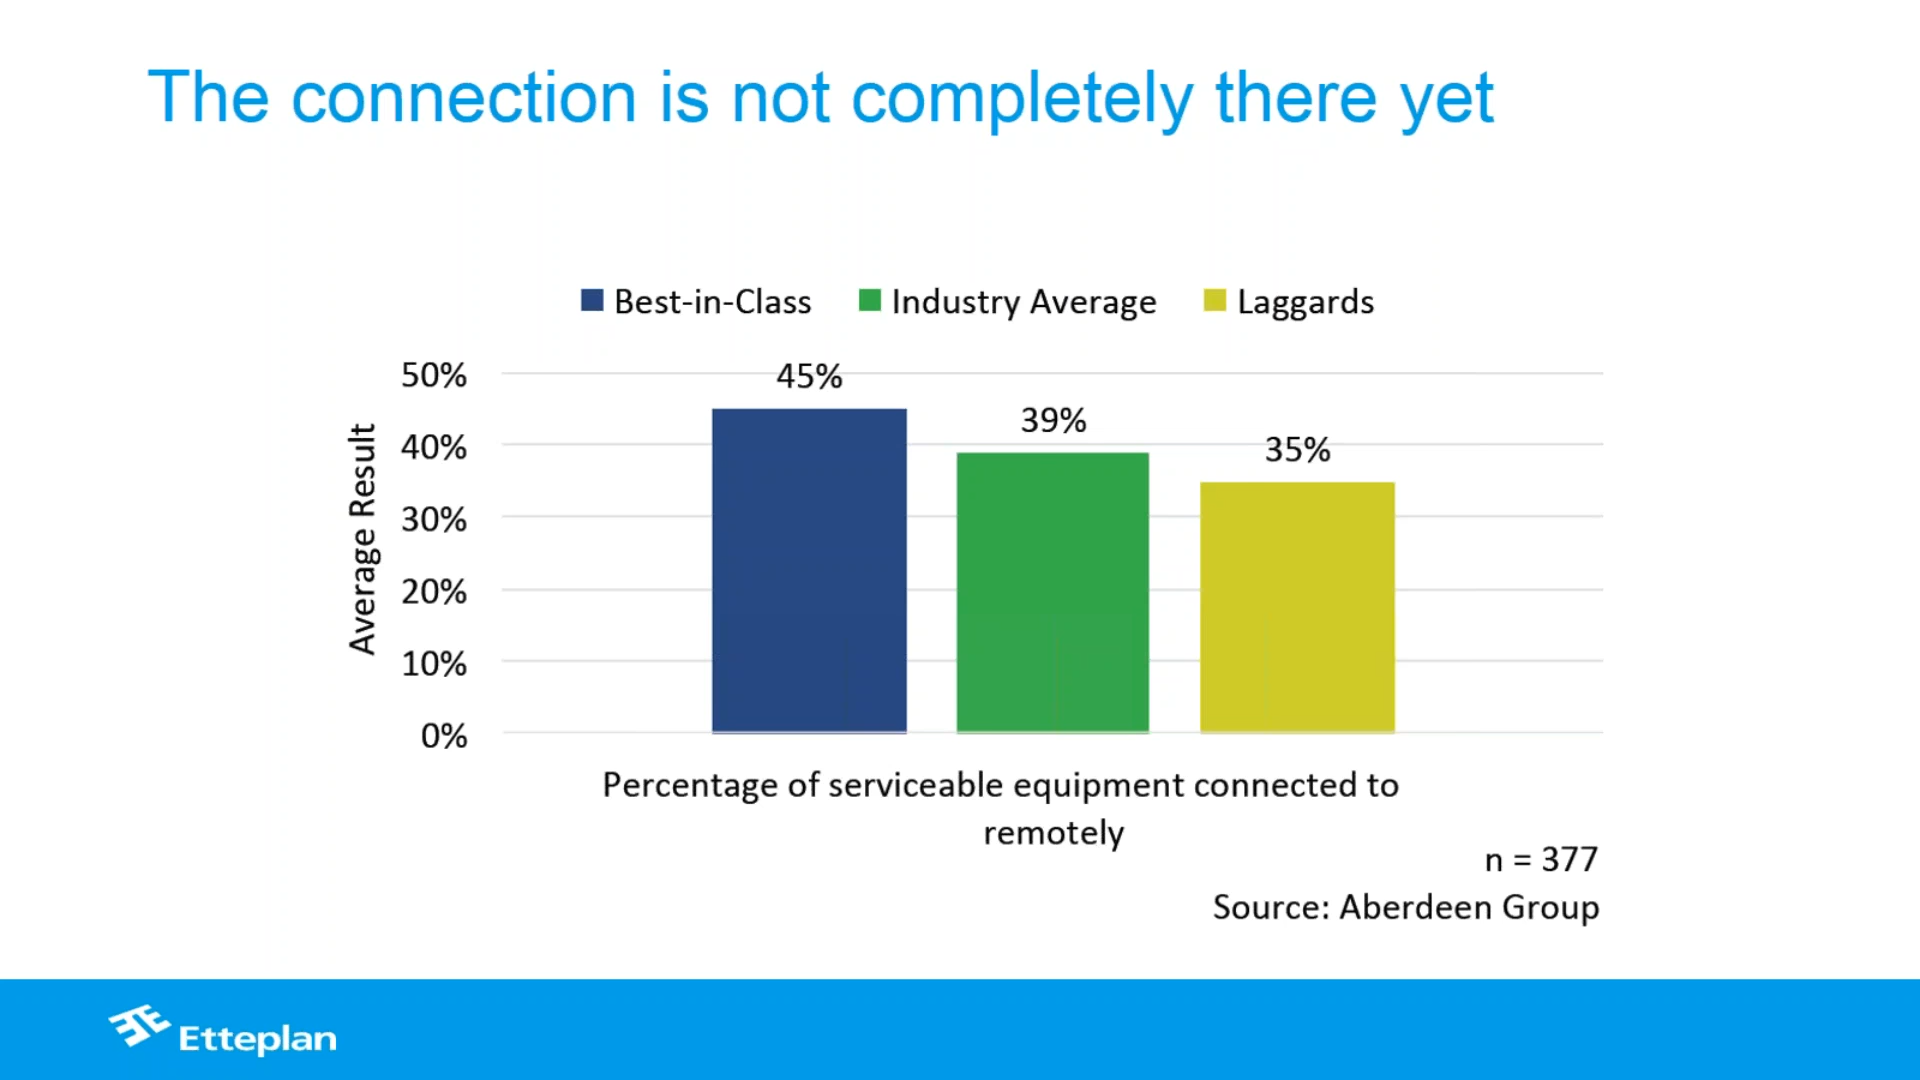 The connection is not completely there yet
Best-in-Class Industry Average Laggards
50%
40%
30%
20%
10%
0%
Average Result
45%
39%
35%
Percentage of serviceable equipment connected to
remotely
n = 377
Source: Aberdeen Group
Etteplan